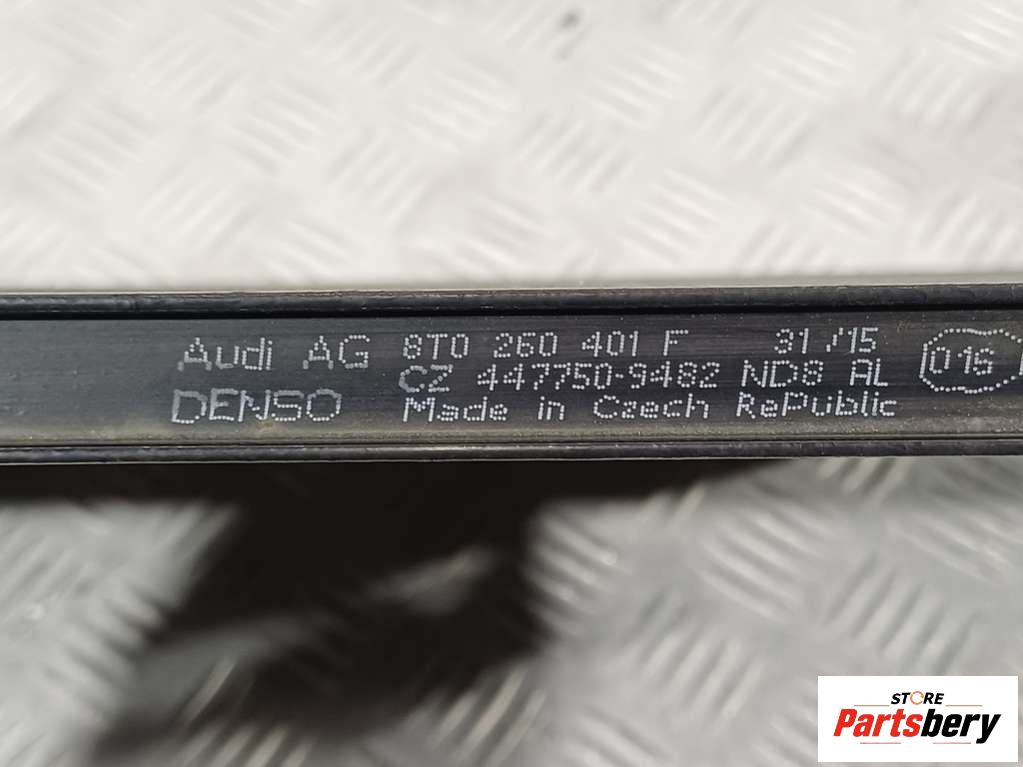 Audi AG 8T0 260 401 F 31/15
CZ 447750-9482 ND8 AL
DENSO Made in Czech RePublic
016
STORE
Partsbery